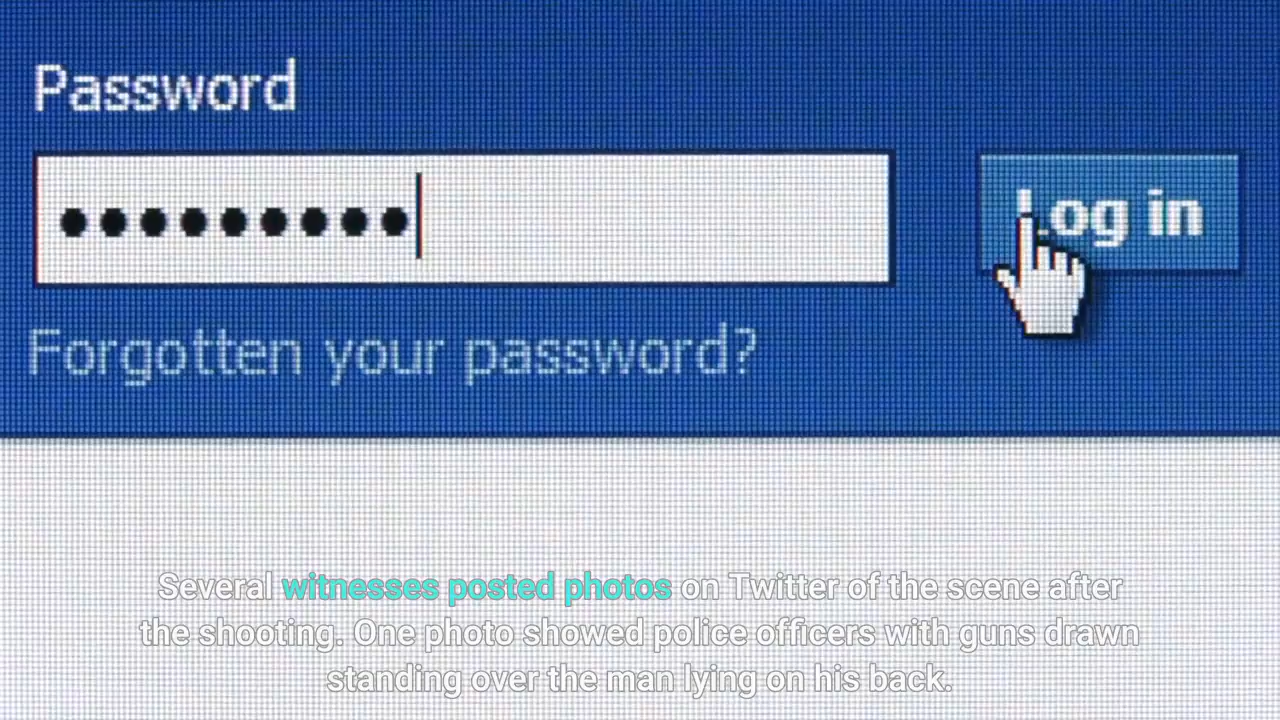 Password
•••••••••
Log in
Forgotten your password?
Several witnesses posted photos on Twitter of the scene after
the shooting. One photo showed police officers with guns drawn
standing over the man lying on his back.